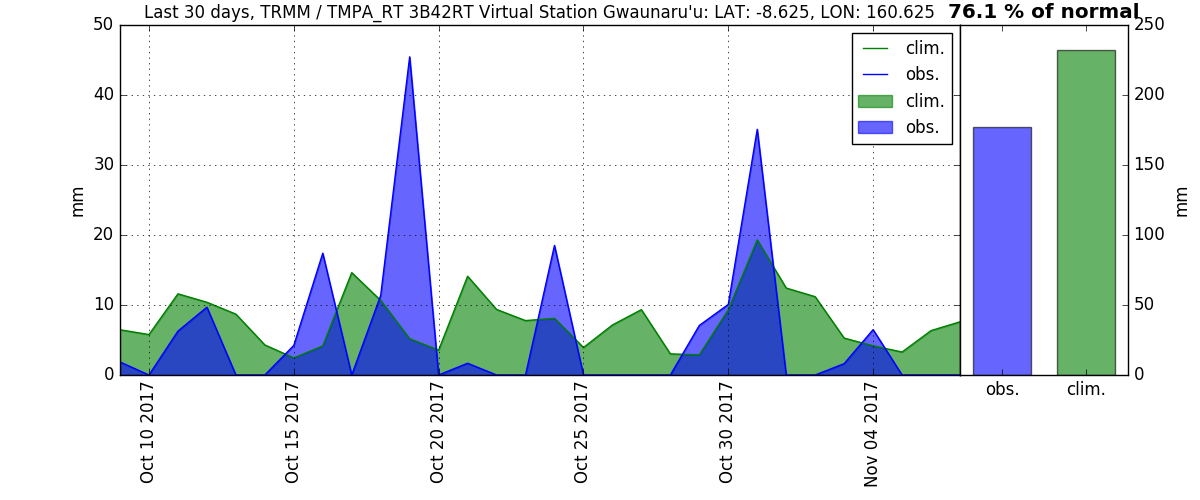 Last 30 days, TRMM / TMPA_RT 3B42RT Virtual Station Gwaunaru'u: LAT: -8.625, LON: 160.625
76.1 % of normal
clim.
obs.
clim.
obs.
mm
50
40
30
20
10
0
Oct 10 2017
Oct 15 2017
Oct 20 2017
Oct 25 2017
Oct 30 2017
Nov 04 2017
250
200
150
100
50
0
mm
obs.
clim.